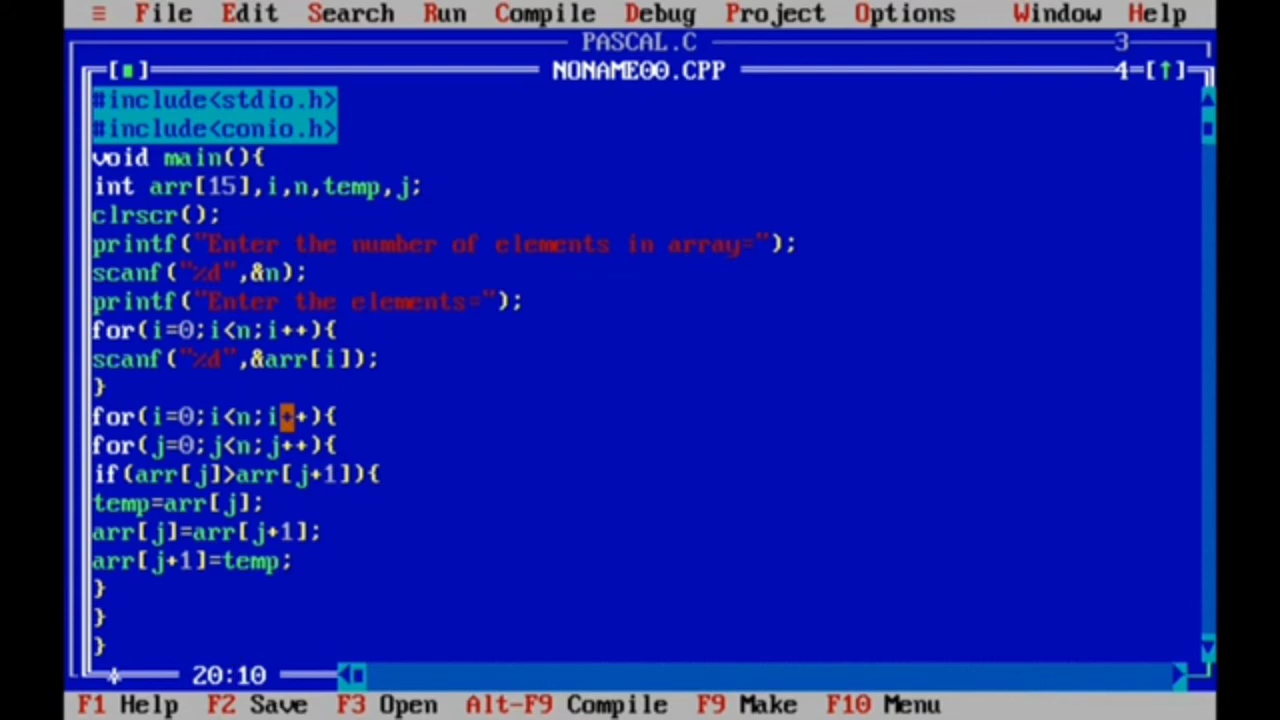 ≡ File Edit Search Run Compile Debug Project Options Window Help
PASCAL.C 3
[■] NONAME00.CPP 4=[↑]
#include<stdio.h>
#include<conio.h>
void main(){
int arr[15],i,n,temp,j;
clrscr();
printf("Enter the number of elements in array=");
scanf("%d",&n);
printf("Enter the elements=");
for(i=0;i<n;i++){
scanf("%d",&arr[i]);
}
for(i=0;i<n;i++){
for(j=0;j<n;j++){
if(arr[j]>arr[j+1]){
temp=arr[j];
arr[j]=arr[j+1];
arr[j+1]=temp;
}
}
}
20:10
F1 Help F2 Save F3 Open Alt-F9 Compile F9 Make F10 Menu